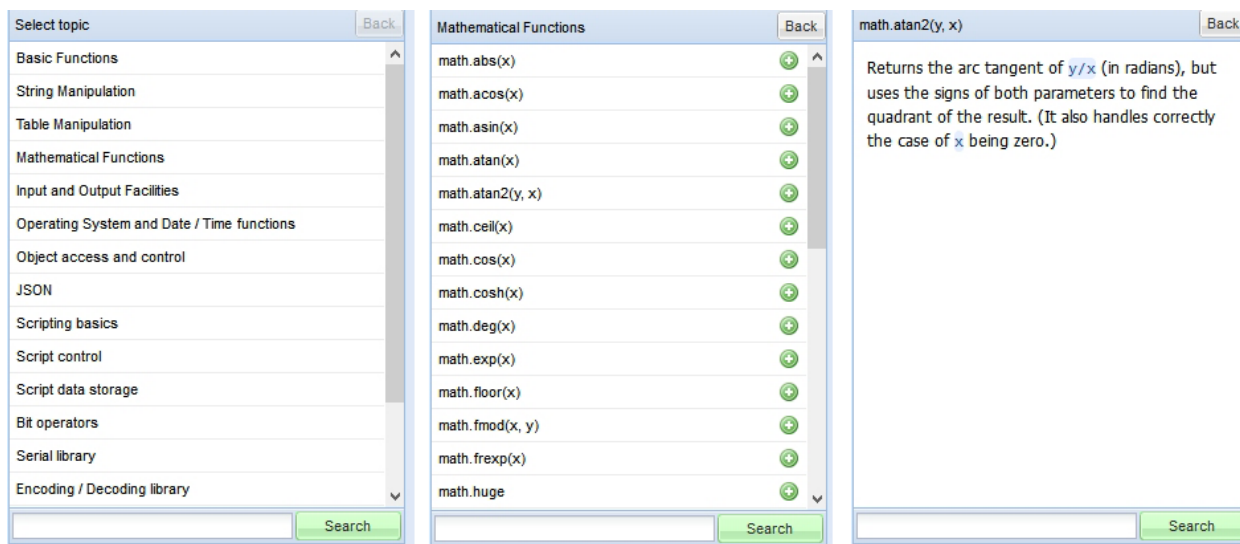 Select topic
Back
Basic Functions
String Manipulation
Table Manipulation
Mathematical Functions
Input and Output Facilities
Operating System and Date / Time functions
Object access and control
JSON
Scripting basics
Script control
Script data storage
Bit operators
Serial library
Encoding / Decoding library
Search
Mathematical Functions
Back
math.abs(x)
math.acos(x)
math.asin(x)
math.atan(x)
math.atan2(y, x)
math.ceil(x)
math.cos(x)
math.cosh(x)
math.deg(x)
math.exp(x)
math.floor(x)
math.fmod(x, y)
math.frexp(x)
math.huge
Search
math.atan2(y, x)
Back
Returns the arc tangent of y/x (in radians), but
uses the signs of both parameters to find the
quadrant of the result. (It also handles correctly
the case of x being zero.)
Search